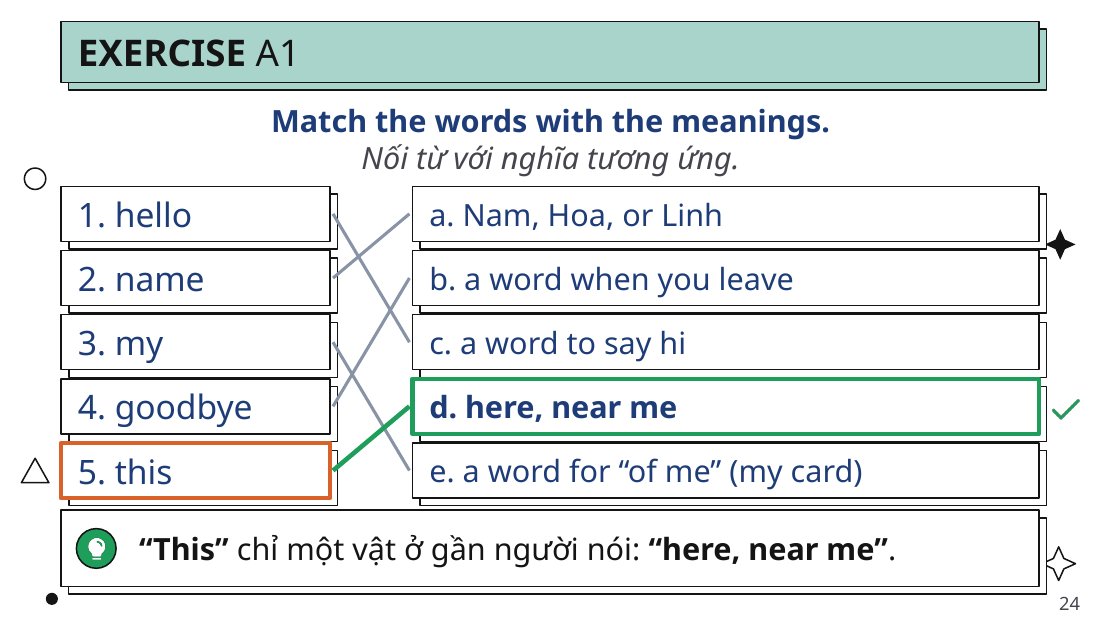 EXERCISE A1
Match the words with the meanings.
Nối từ với nghĩa tương ứng.
1. hello
a. Nam, Hoa, or Linh
2. name
b. a word when you leave
3. my
c. a word to say hi
4. goodbye
d. here, near me
5. this
e. a word for “of me” (my card)
“This” chỉ một vật ở gần người nói: “here, near me”.
24